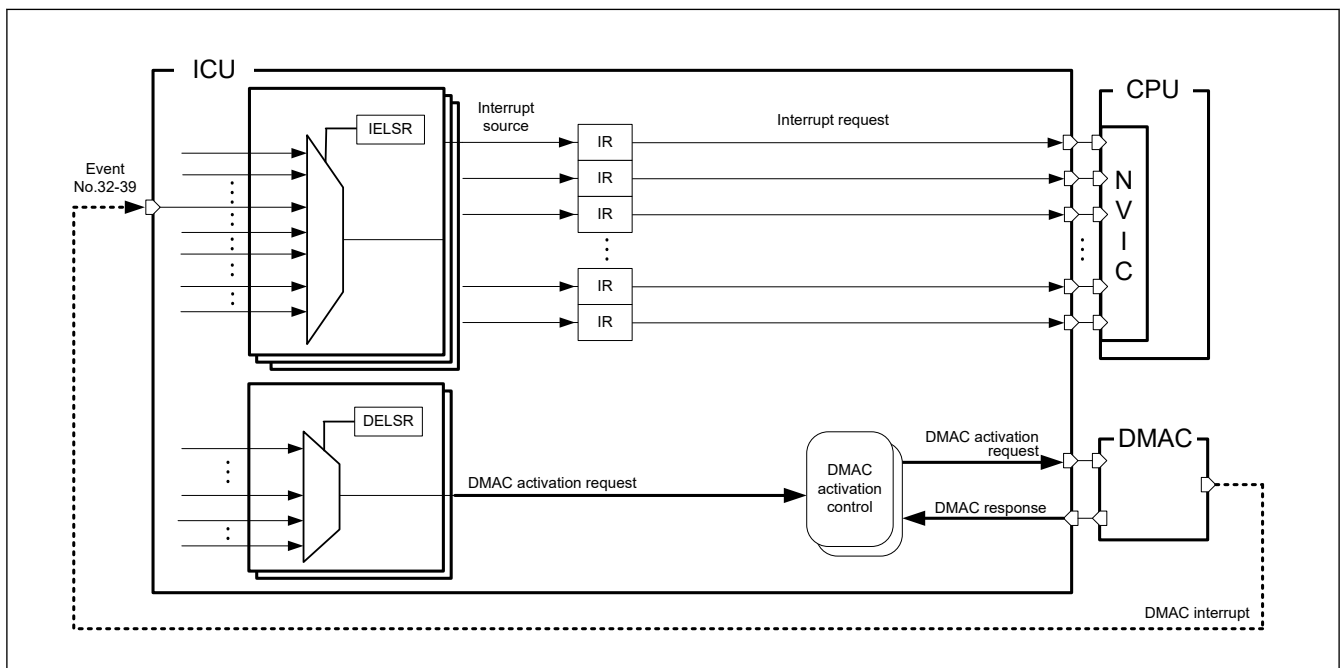 ICU
CPU
IELSR
Interrupt
source
Interrupt request
IR
IR
IR
IR
IR
N
V
I
C
Event
No.32-39
DELSR
DMAC activation request
DMAC
activation
control
DMAC activation
request
DMAC response
DMAC
DMAC interrupt